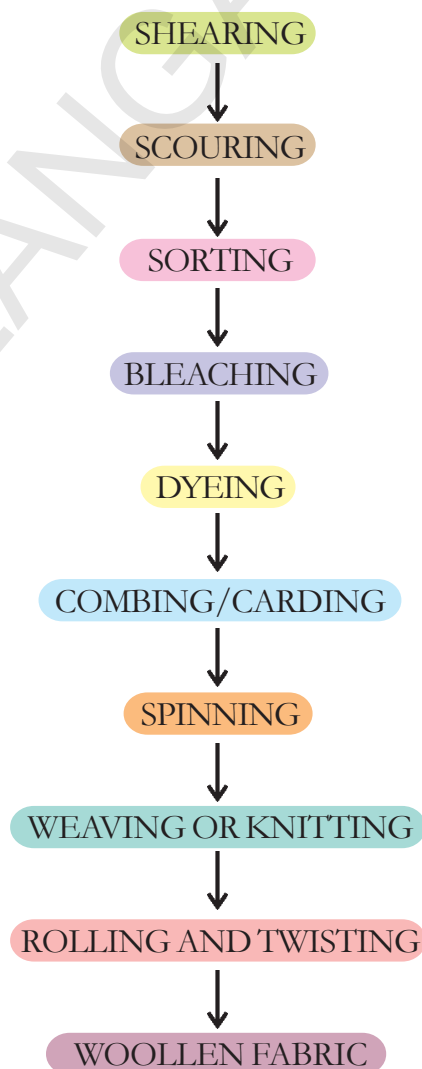 SHEARING
SCOURING
SORTING
BLEACHING
DYEING
COMBING/CARDING
SPINNING
WEAVING OR KNITTING
ROLLING AND TWISTING
WOOLLEN FABRIC